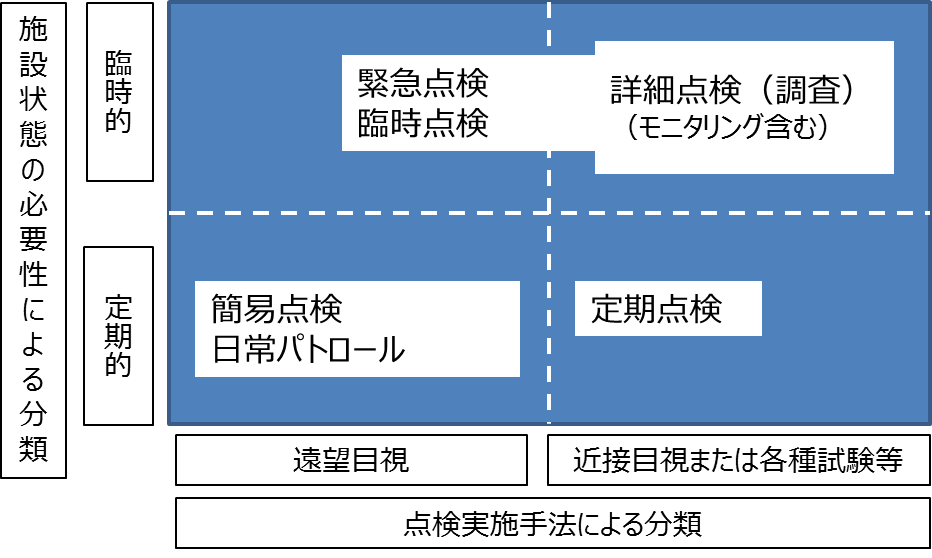 施設状態の必要性による分類
臨時的
緊急点検
臨時点検
詳細点検（調査）
（モニタリング含む）
定期的
簡易点検
日常パトロール
定期点検
遠望目視
近接目視または各種試験等
点検実施手法による分類